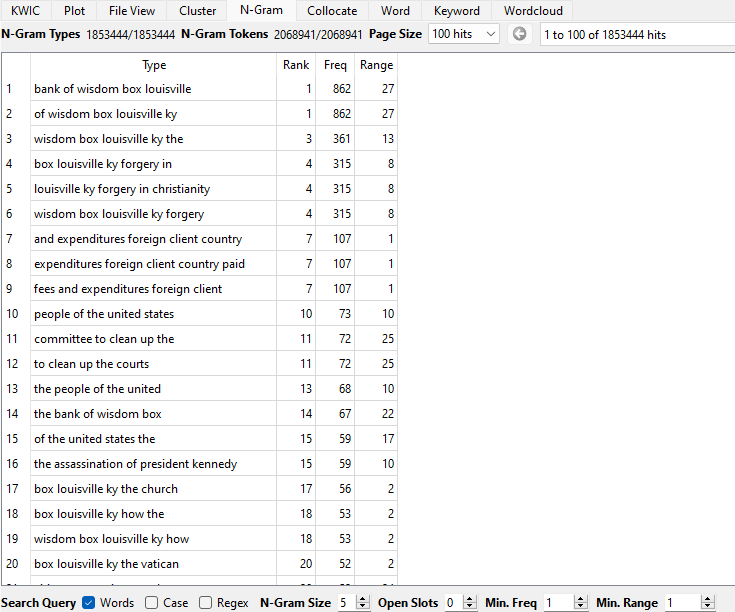 KWIC Plot File View Cluster N-Gram Collocate Word Keyword Wordcloud
N-Gram Types 1853444/1853444 N-Gram Tokens 2068941/2068941 Page Size 100 hits 1 to 100 of 1853444 hits
Type Rank Freq Range
1 bank of wisdom box louisville 1 862 27
2 of wisdom box louisville ky 1 862 27
3 wisdom box louisville ky the 3 361 13
4 box louisville ky forgery in 4 315 8
5 louisville ky forgery in christianity 4 315 8
6 wisdom box louisville ky forgery 4 315 8
7 and expenditures foreign client country 7 107 1
8 expenditures foreign client country paid 7 107 1
9 fees and expenditures foreign client 7 107 1
10 people of the united states 10 73 10
11 committee to clean up the 11 72 25
12 to clean up the courts 11 72 25
13 the people of the united 13 68 10
14 the bank of wisdom box 14 67 22
15 of the united states the 15 59 17
16 the assassination of president kennedy 15 59 10
17 box louisville ky the church 17 56 2
18 box louisville ky how the 18 53 2
19 wisdom box louisville ky how 18 53 2
20 box louisville ky the vatican 20 52 2
Search Query Words Case Regex N-Gram Size 5 Open Slots 0 Min. Freq 1 Min. Range 1